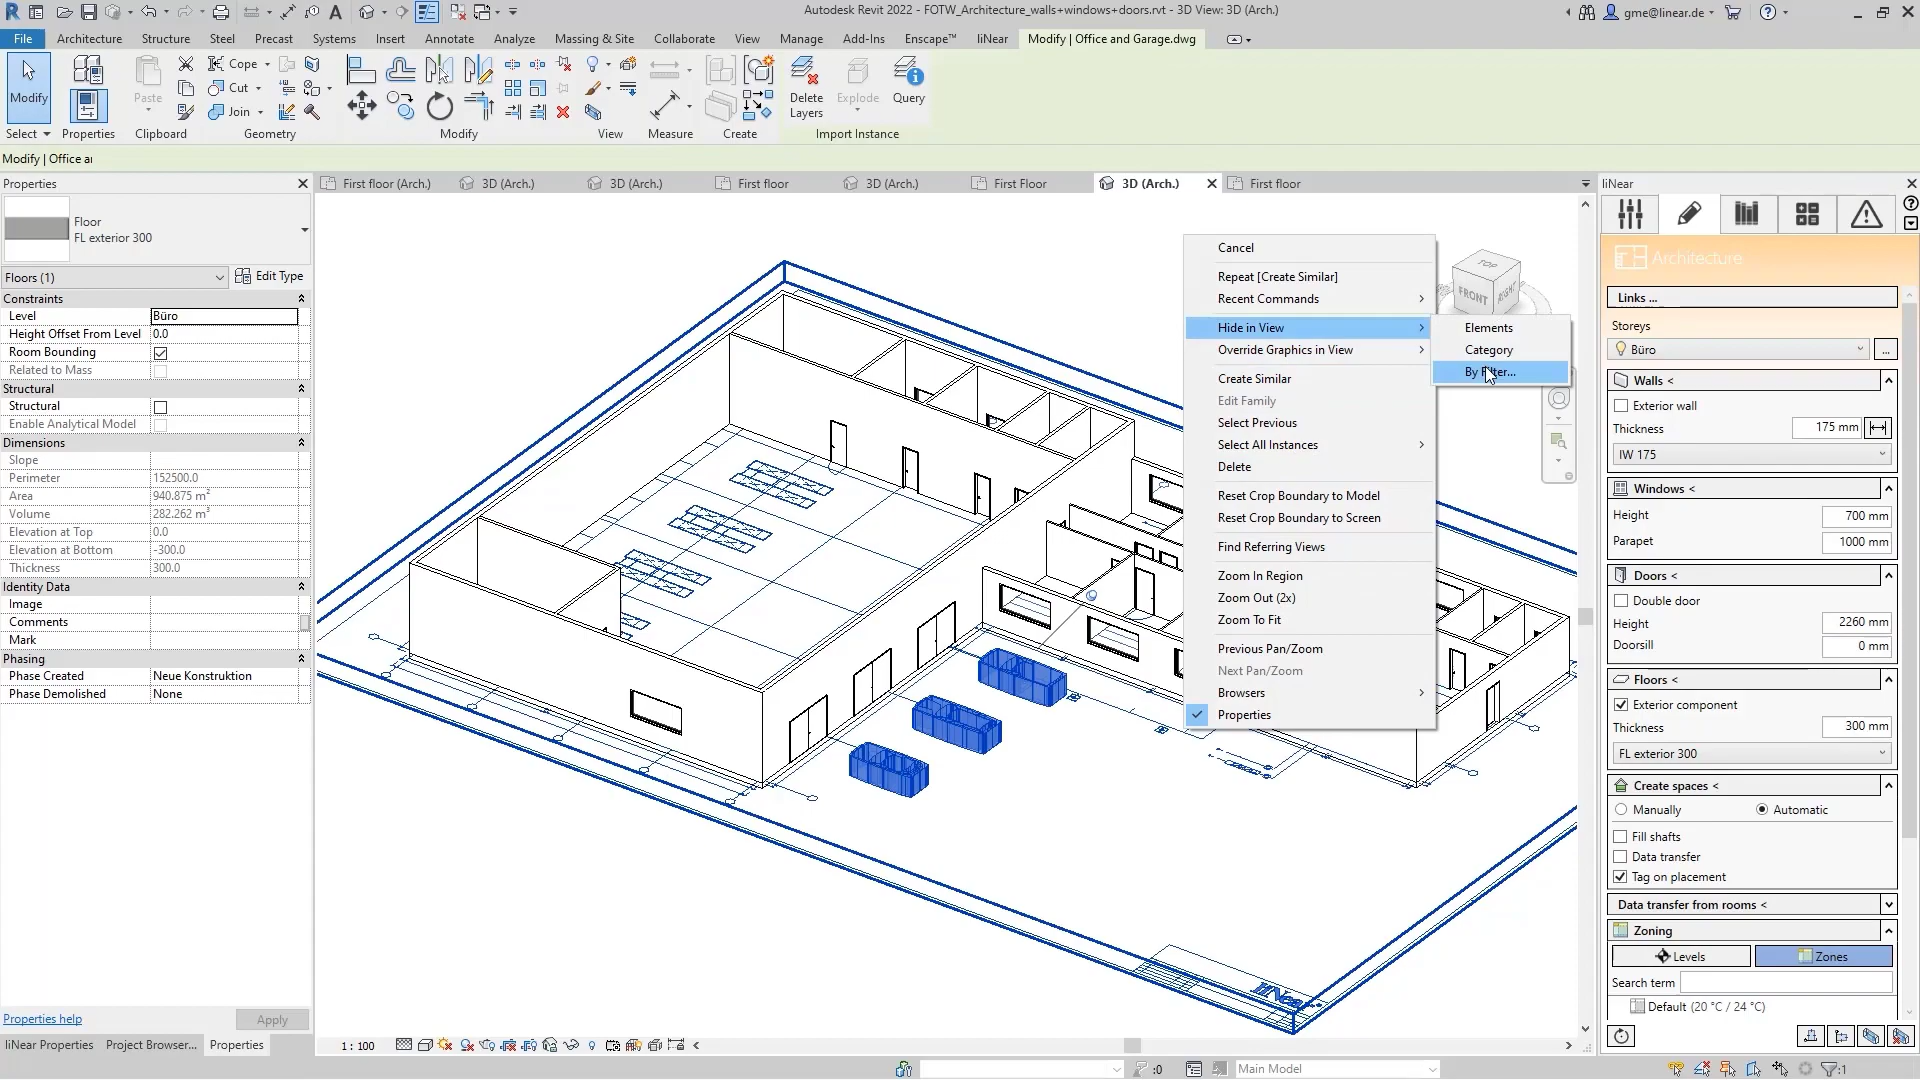 Autodesk Revit 2022 - FOTW_Architecture_walls+windows+doors.rvt - 3D View: 3D (Arch.)
gme@linear.de
File Architecture Structure Steel Precast Systems Insert Annotate Analyze Massing & Site Collaborate View Manage Add-Ins Enscape™ liNear Modify | Office and Garage.dwg
Modify Paste Cope Cut Join Delete Layers Explode Query
Select Properties Clipboard Geometry Modify View Measure Create Import Instance
Modify | Office ar
Properties
First floor (Arch.) 3D (Arch.) 3D (Arch.) First floor 3D (Arch.) First Floor 3D (Arch.) First floor
liNear
Floor
FL exterior 300
Floors (1) Edit Type
Constraints
Level Büro
Height Offset From Level 0.0
Room Bounding
Related to Mass
Structural
Structural
Enable Analytical Model
Dimensions
Slope
Perimeter 152500.0
Area 940.875 m²
Volume 282.262 m³
Elevation at Top 0.0
Elevation at Bottom -300.0
Thickness 300.0
Identity Data
Image
Comments
Mark
Phasing
Phase Created Neue Konstruktion
Phase Demolished None
Properties help Apply
liNear Properties Project Browser... Properties
Cancel
Repeat [Create Similar]
Recent Commands
Hide in View
Override Graphics in View
Create Similar
Edit Family
Select Previous
Select All Instances
Delete
Reset Crop Boundary to Model
Reset Crop Boundary to Screen
Find Referring Views
Zoom In Region
Zoom Out (2x)
Zoom To Fit
Previous Pan/Zoom
Next Pan/Zoom
Browsers
Properties
Elements
Category
TOP
FRONT
RIGHT
Architecture
Links ...
Storeys
Büro ...
Walls <
Exterior wall
Thickness 175 mm
IW 175
Windows <
Height 700 mm
Parapet 1000 mm
Doors <
Double door
Height 2260 mm
Doorsill 0 mm
Floors <
Exterior component
Thickness 300 mm
FL exterior 300
Create spaces <
Manually Automatic
Fill shafts
Data transfer
Tag on placement
Data transfer from rooms <
Zoning
Levels Zones
Search term
Default (20 °C / 24 °C)
1 : 100
:0 Main Model :1